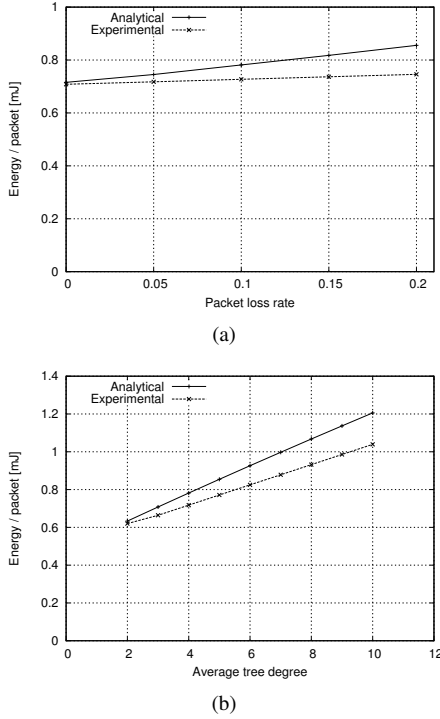 1
0.8
0.6
0.4
0.2
0
Energy / packet [mJ]
Analytical
Experimental
0 0.05 0.1 0.15 0.2
Packet loss rate
(a)
1.4
1.2
1
0.8
0.6
0.4
0.2
0
Energy / packet [mJ]
Analytical
Experimental
0 2 4 6 8 10 12
Average tree degree
(b)